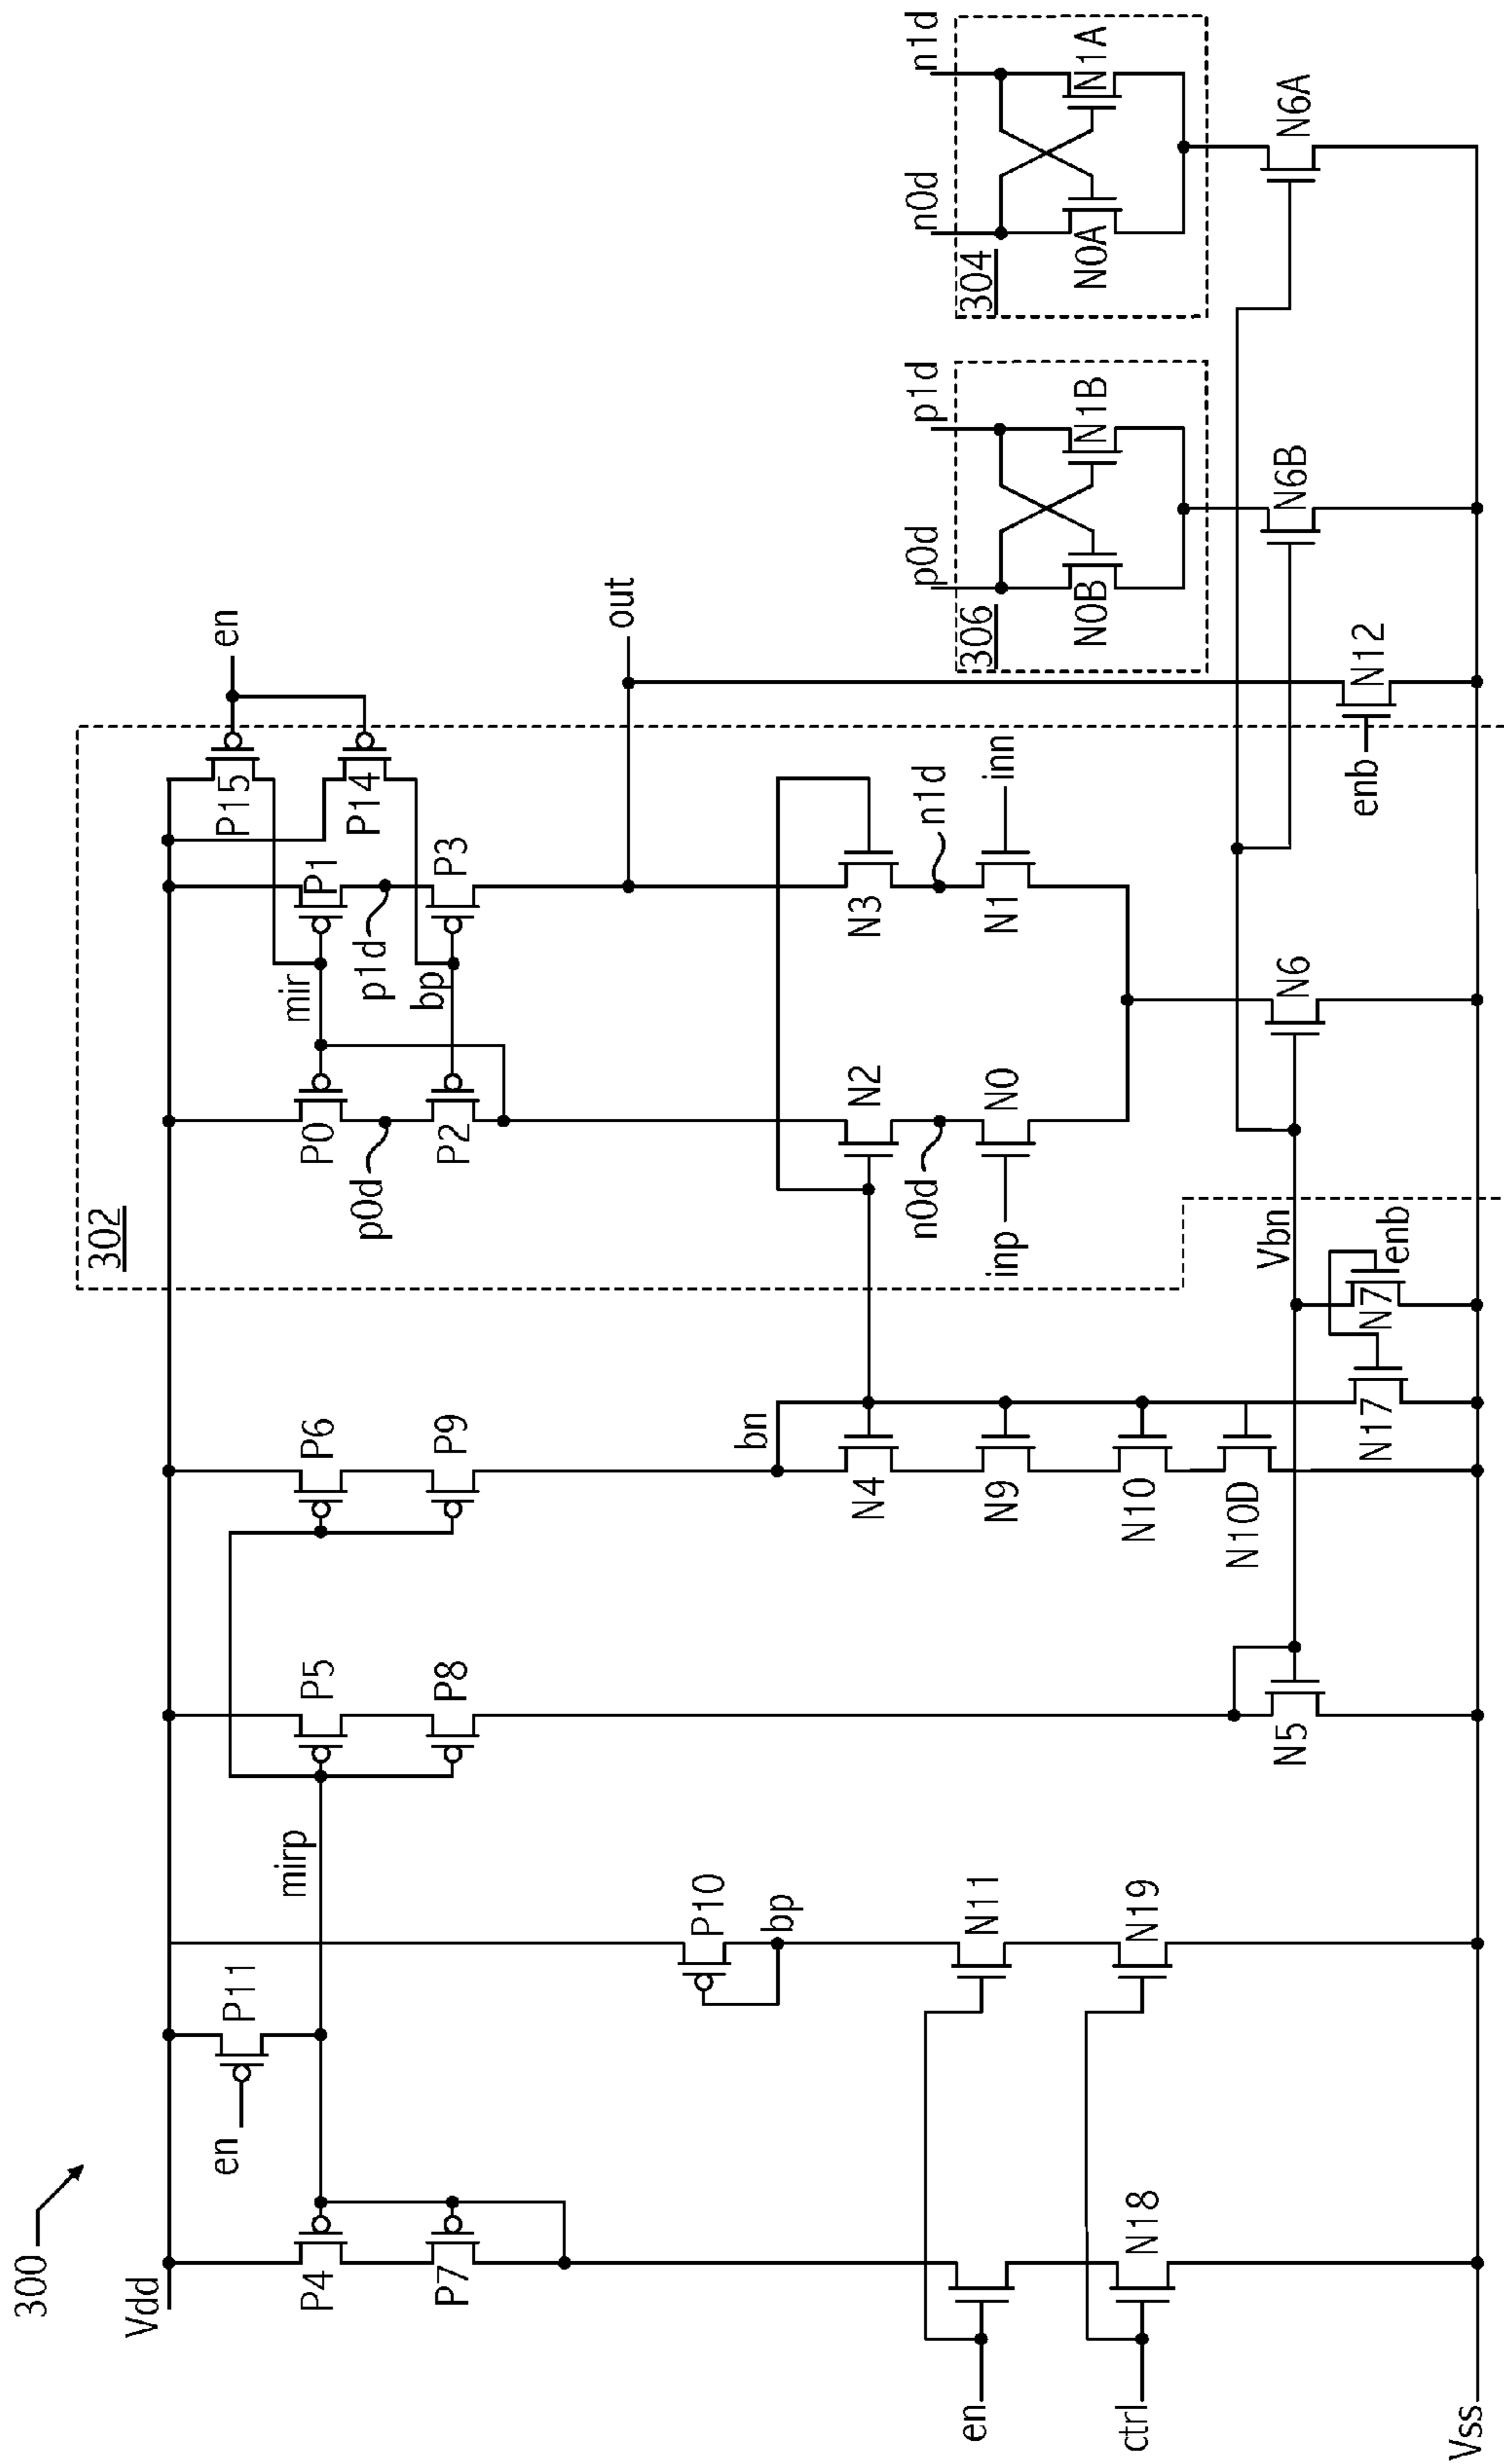 300
Vdd
en
P11
mirp
P4
P7
P5
P8
P6
P9
P10
bp
en
N11
ctrl
N18
N19
Vss
bn
N4
N9
N10
N10D
N5
N17
N7
enb
Vbn
302
P0
p0d
P2
mir
P1
p1d
bp
P3
P15
P14
en
out
N2
N3
n0d
n1d
inp
N0
N1
inn
N6
enb
N12
306
p0d
p1d
N0B
N1B
N6B
304
n0d
n1d
N0A
N1A
N6A